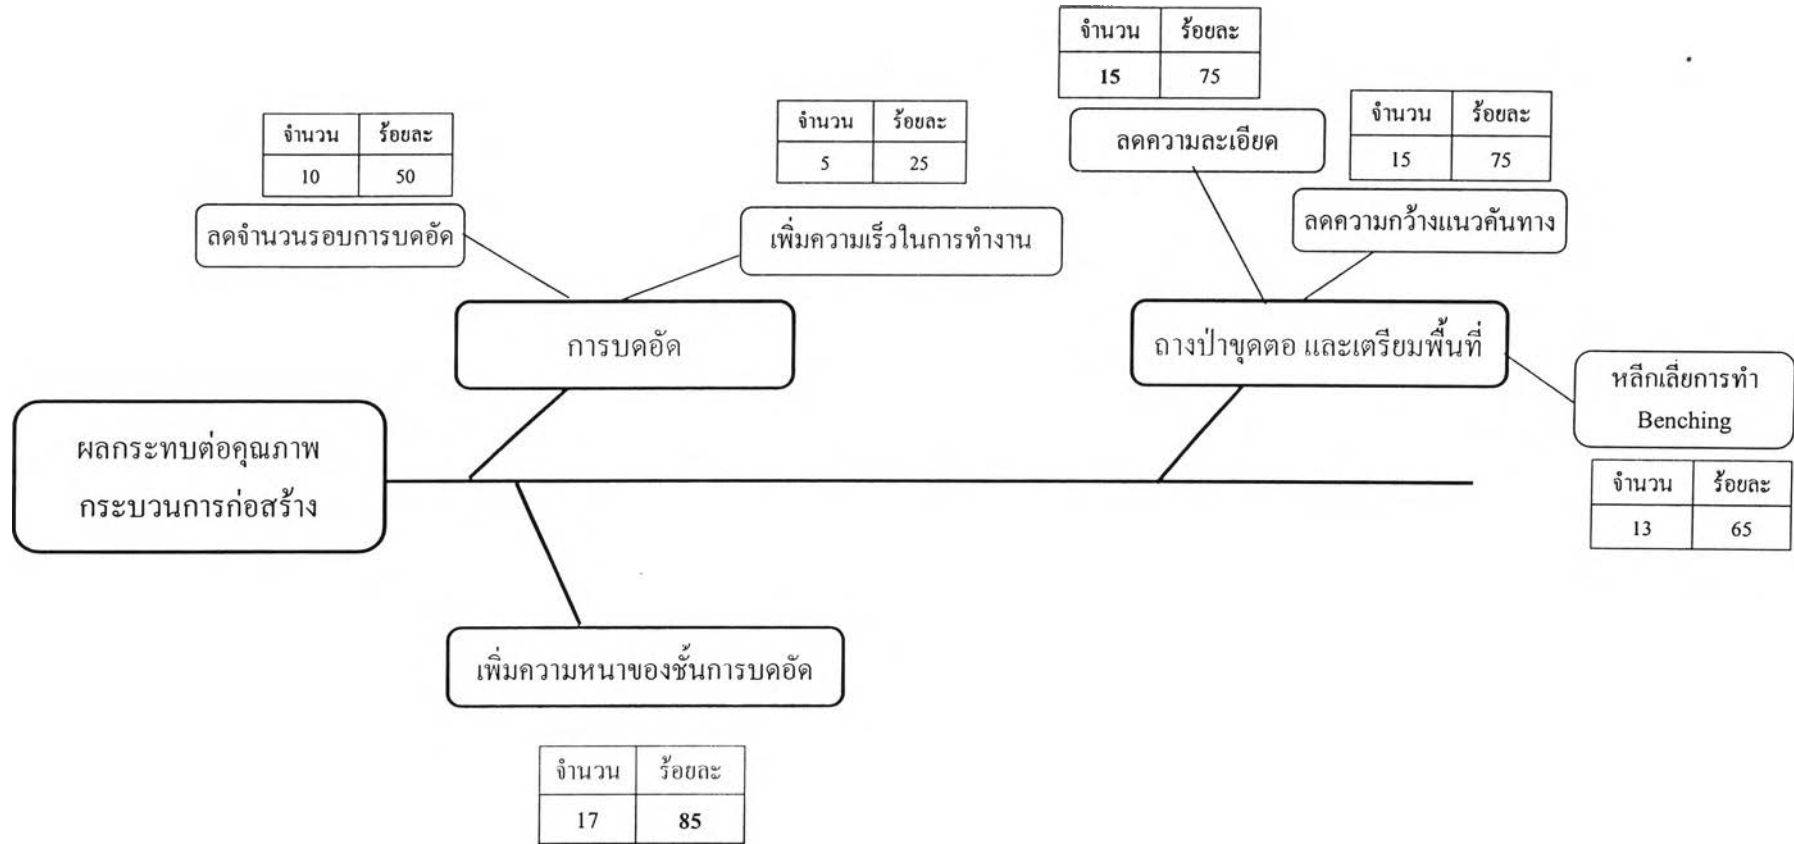 จำนวน ร้อยละ
15 75
ลดความละเอียด
จำนวน ร้อยละ
15 75
ลดความกว้างแนวคันทาง
จำนวน ร้อยละ
10 50
ลดจำนวนรอบการบดอัด
จำนวน ร้อยละ
5 25
เพิ่มความเร็วในการทำงาน
การบดอัด
ถางป่าขุดตอ และเตรียมพื้นที่
หลีกเลี่ยการทำ
Benching
จำนวน ร้อยละ
13 65
ผลกระทบต่อคุณภาพ
กระบวนการก่อสร้าง
เพิ่มความหนาของชั้นการบดอัด
จำนวน ร้อยละ
17 85